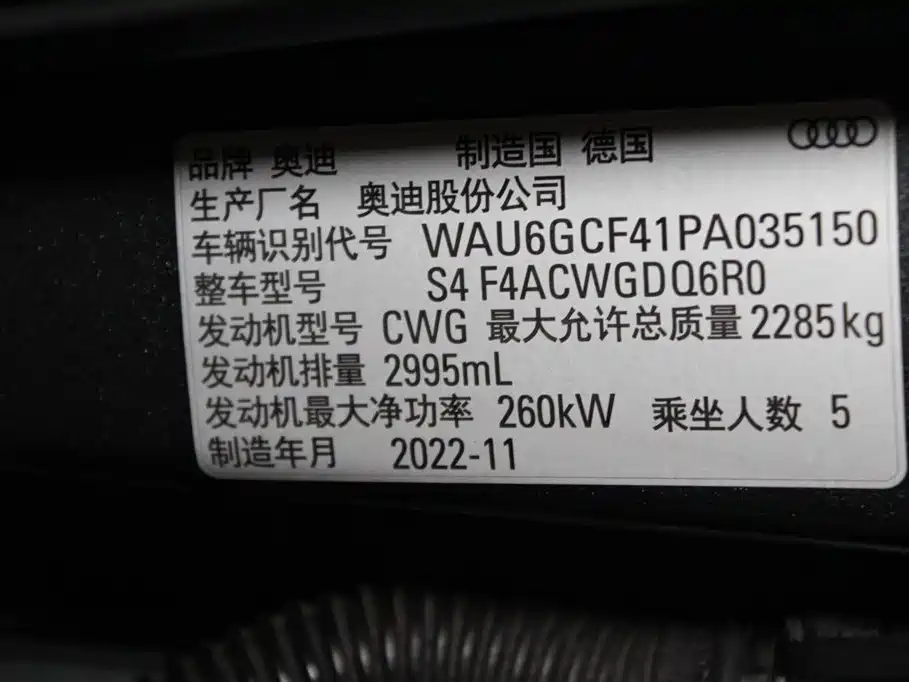 品牌 奥迪 制造国 德国
生产厂名 奥迪股份公司
车辆识别代号 WAU6GCF41PA035150
整车型号 S4 F4ACWGDQ6R0
发动机型号 CWG 最大允许总质量 2285kg
发动机排量 2995mL
发动机最大净功率 260kW 乘坐人数 5
制造年月 2022-11